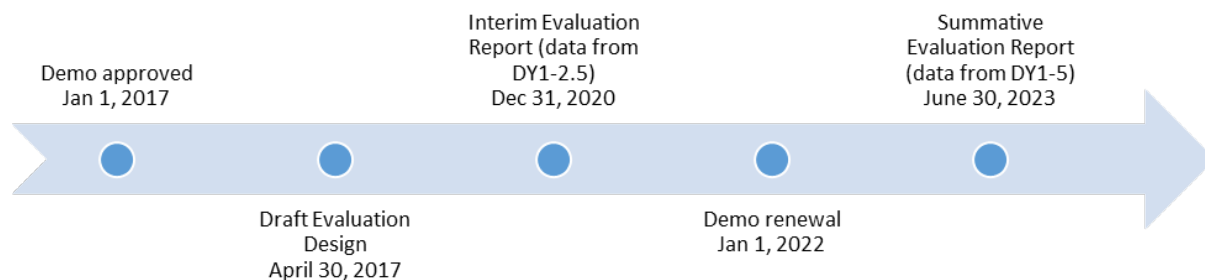 Demo approved
Jan 1, 2017
Draft Evaluation
Design
April 30, 2017
Interim Evaluation
Report (data from
DY1-2.5)
Dec 31, 2020
Demo renewal
Jan 1, 2022
Summative
Evaluation Report
(data from DY1-5)
June 30, 2023